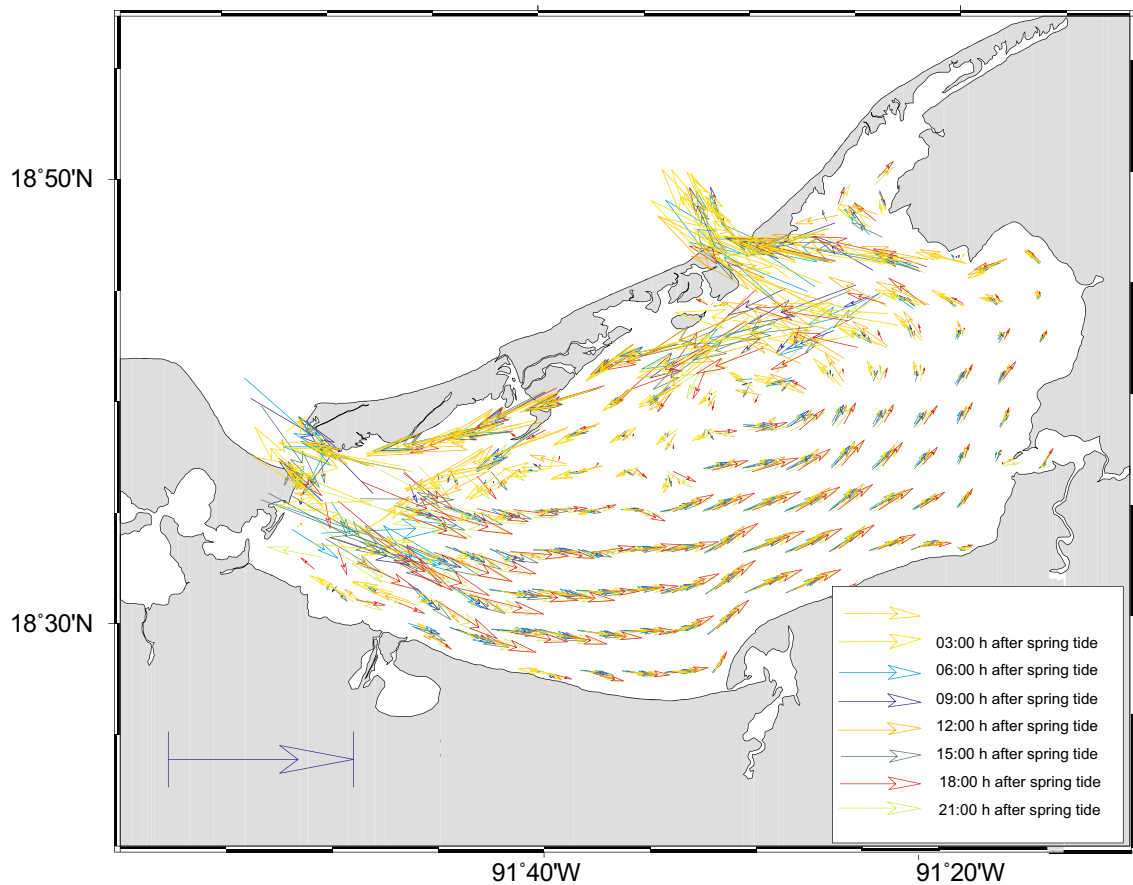 18°50'N
18°30'N
03:00 h after spring tide
06:00 h after spring tide
09:00 h after spring tide
12:00 h after spring tide
15:00 h after spring tide
18:00 h after spring tide
21:00 h after spring tide
91°40'W
91°20'W